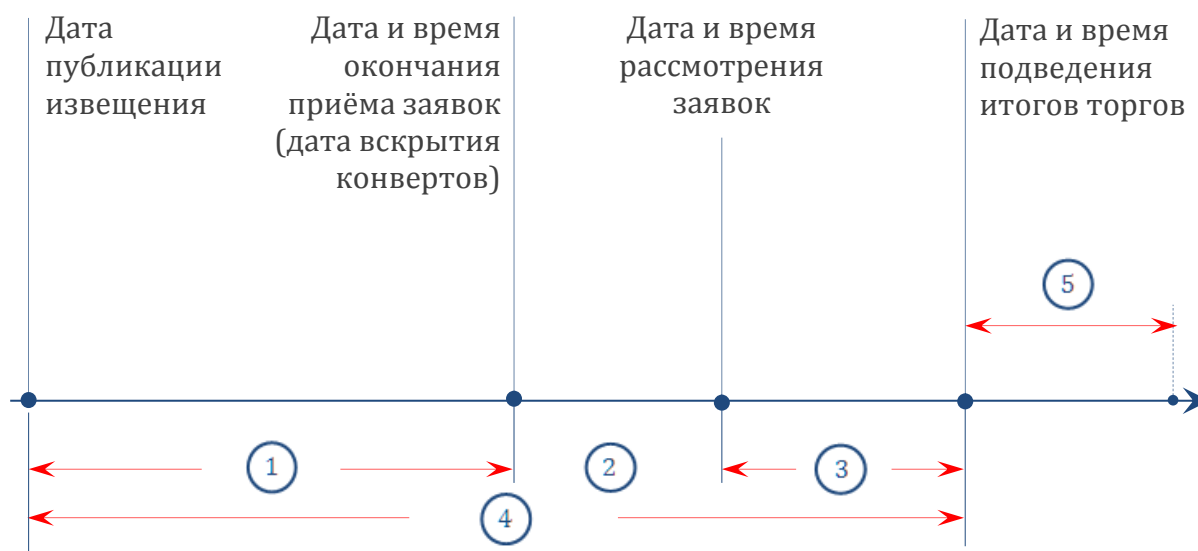 Дата
публикации
извещения
Дата и время
окончания
приёма заявок
(дата вскрытия
конвертов)
Дата и время
рассмотрения
заявок
Дата и время
подведения
итогов торгов
5
1
2
3
4